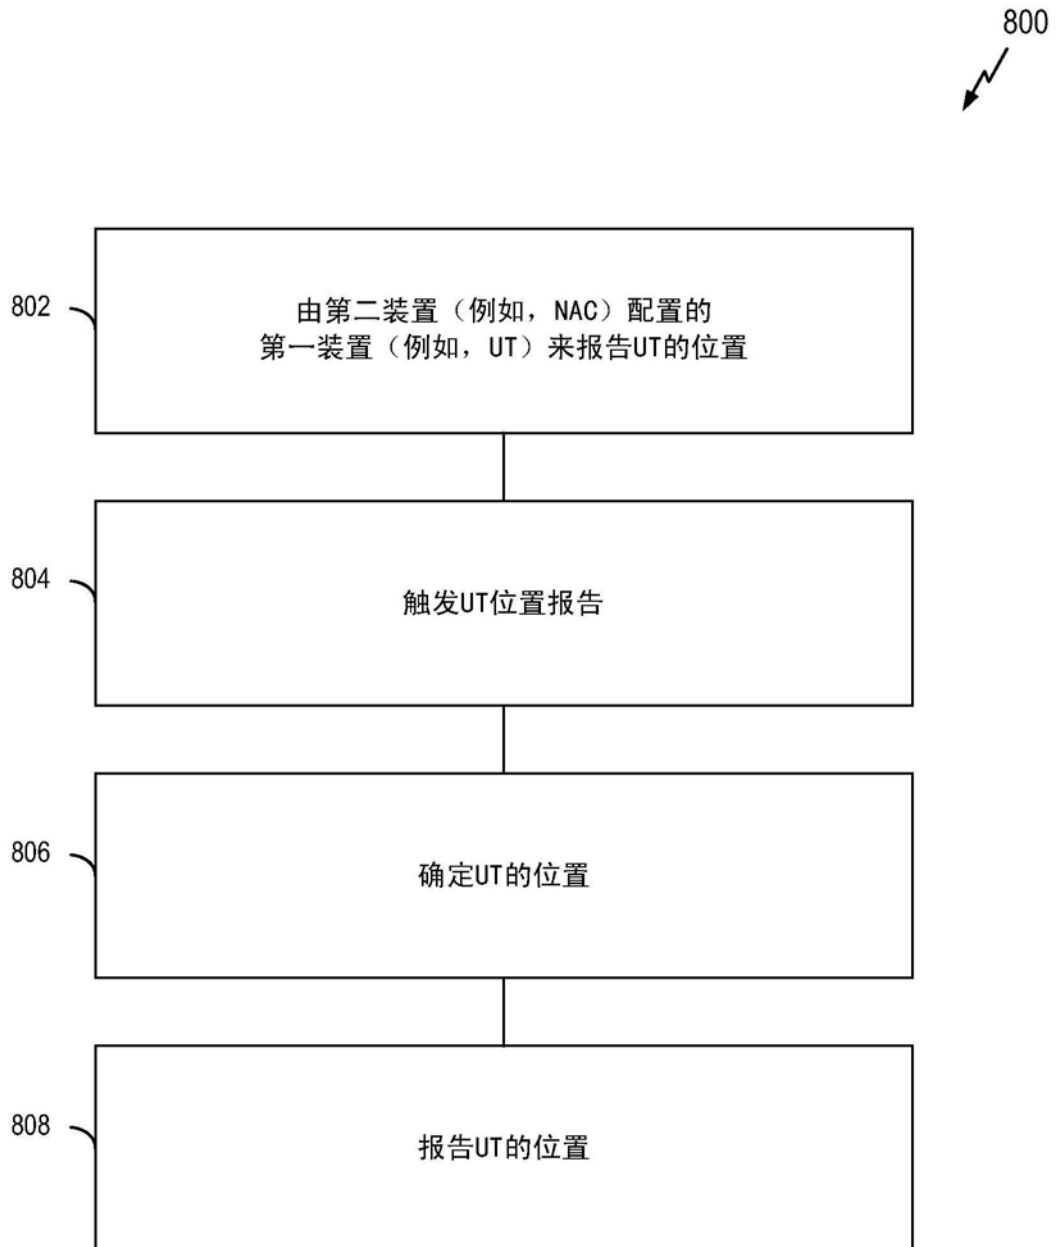 800
802
由第二装置（例如，NAC）配置的
第一装置（例如，UT）来报告UT的位置
804
触发UT位置报告
806
确定UT的位置
808
报告UT的位置